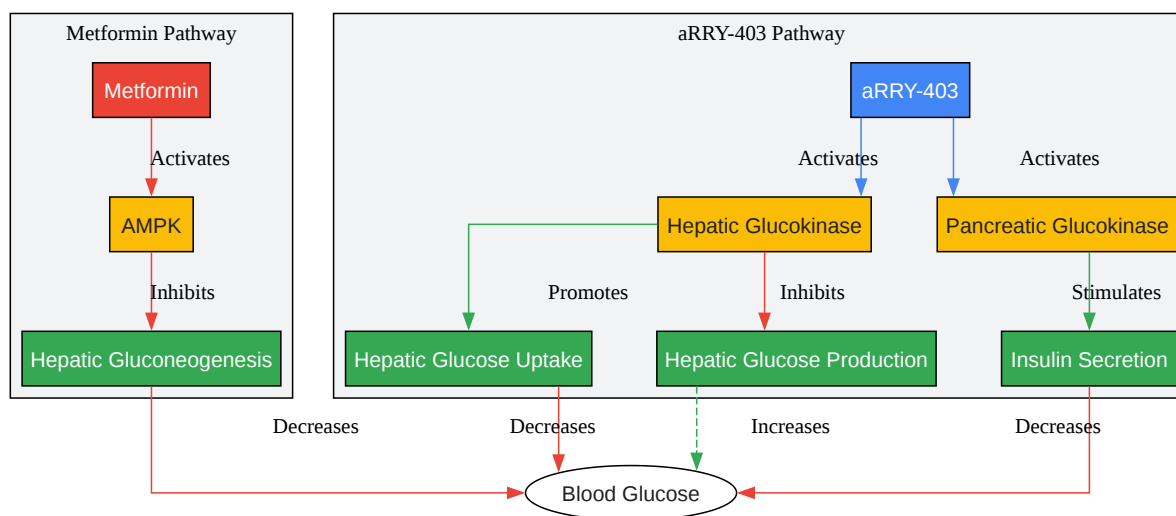 Metformin Pathway
aRRY-403 Pathway
Metformin
aRRY-403
Activates
Activates
Activates
AMPK
Hepatic Glucokinase
Pancreatic Glucokinase
Inhibits
Promotes
Inhibits
Stimulates
Hepatic Gluconeogenesis
Hepatic Glucose Uptake
Hepatic Glucose Production
Insulin Secretion
Decreases
Decreases
Increases
Decreases
Blood Glucose